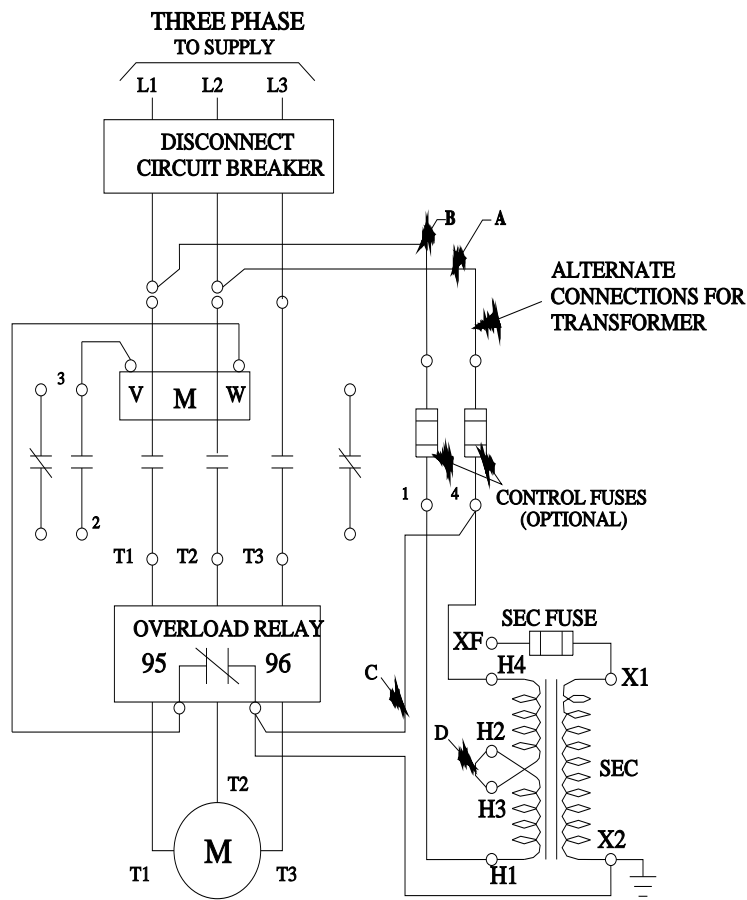 THREE PHASE
TO SUPPLY
L1 L2 L3
DISCONNECT
CIRCUIT BREAKER
B A
ALTERNATE
CONNECTIONS FOR
TRANSFORMER
3
V M W
1 4
CONTROL FUSES
(OPTIONAL)
2
T1 T2 T3
SEC FUSE
OVERLOAD RELAY
XF
95 96
H4
X1
C
D
H2
SEC
T2
H3
X2
M
T1 T3
H1